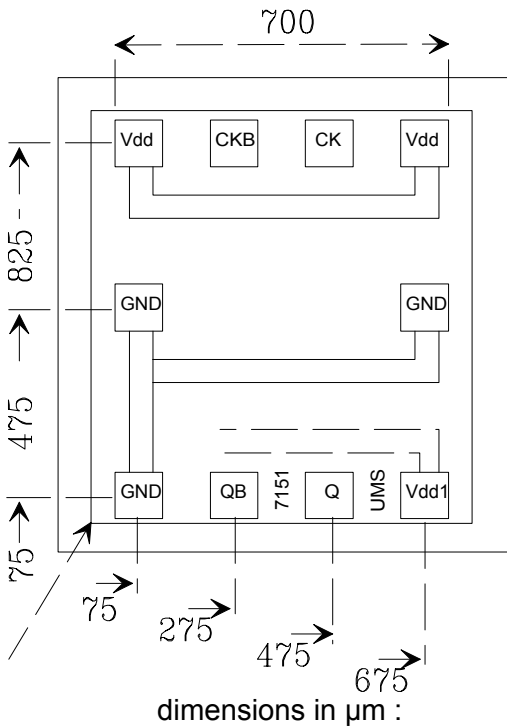 700
Vdd CKB CK Vdd
825
GND GND
475
GND QB 7151 Q UMS Vdd1
75
75
275
475
675
dimensions in µm :